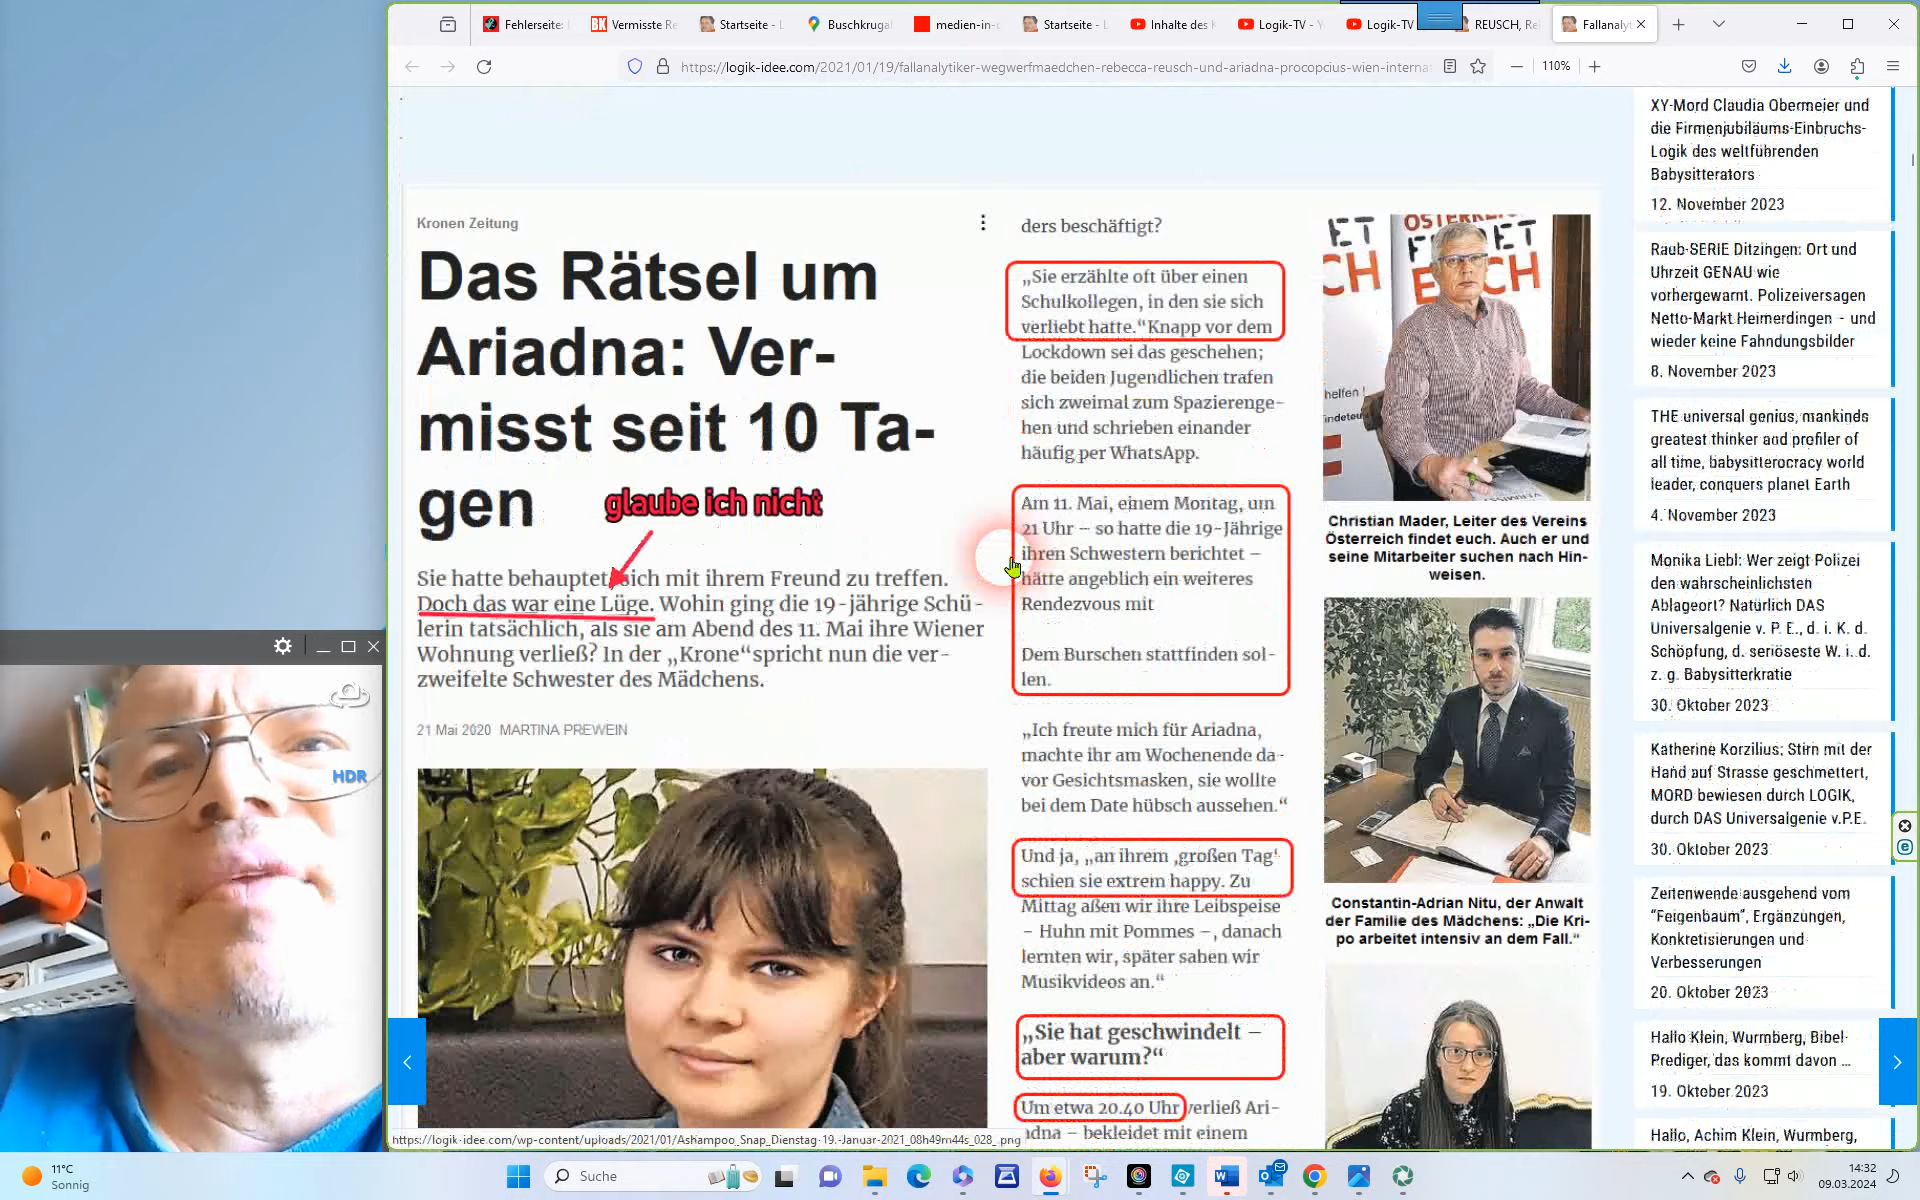 Fehlerseite:
Vermisste Re
Startseite - L
Buschkruga
medien-in-c
Startseite - L
Inhalte des K
Logik-TV - Y
Logik-TV
REUSCH, Re
Fallanalyt
https://logik-idee.com/2021/01/19/fallanalytiker-wegwerfmaedchen-rebecca-reusch-und-ariadna-procopcius-wien-internat
110%
Kronen Zeitung
Das Rätsel um
Ariadna: Ver-
misst seit 10 Ta-
gen
glaube ich nicht
Sie hatte behauptet, sich mit ihrem Freund zu treffen.
Doch das war eine Lüge. Wohin ging die 19-jährige Schü-
lerin tatsächlich, als sie am Abend des 11. Mai ihre Wiener
Wohnung verließ? In der „Krone“spricht nun die ver-
zweifelte Schwester des Mädchens.
21 Mai 2020 MARTINA PREWEIN
ders beschäftigt?
„Sie erzählte oft über einen
Schulkollegen, in den sie sich
verliebt hatte.“Knapp vor dem
Lockdown sei das geschehen;
die beiden Jugendlichen trafen
sich zweimal zum Spazierenge-
hen und schrieben einander
häufig per WhatsApp.
Am 11. Mai, einem Montag, um
21 Uhr – so hatte die 19-Jährige
ihren Schwestern berichtet –
hätte angeblich ein weiteres
Rendezvous mit
Dem Burschen stattfinden sol-
len.
„Ich freute mich für Ariadna,
machte ihr am Wochenende da-
vor Gesichtsmasken, sie wollte
bei dem Date hübsch aussehen.“
Und ja, „an ihrem ‚großen Tag‘
schien sie extrem happy. Zu
Mittag aßen wir ihre Leibspeise
– Huhn mit Pommes –, danach
lernten wir, später sahen wir
Musikvideos an.“
„Sie hat geschwindelt –
aber warum?“
Um etwa 20.40 Uhr verließ Ari-
adna – bekleidet mit einem
ÖSTERREICH
Christian Mader, Leiter des Vereins
Österreich findet euch. Auch er und
seine Mitarbeiter suchen nach Hin-
weisen.
Constantin-Adrian Nitu, der Anwalt
der Familie des Mädchens: „Die Kri-
po arbeitet intensiv an dem Fall.“
XY-Mord Claudia Obermeier und
die Firmenjubiläums-Einbruchs-
Logik des weltführenden
Babysitterators
12. November 2023
Raub-SERIE Ditzingen: Ort und
Uhrzeit GENAU wie
vorhergewarnt. Polizeiversagen
Netto-Markt Heimerdingen - und
wieder keine Fahndungsbilder
8. November 2023
THE universal genius, mankinds
greatest thinker and profiler of
all time, babysitterocracy world
leader, conquers planet Earth
4. November 2023
Monika Liebl: Wer zeigt Polizei
den wahrscheinlichsten
Ablageort? Natürlich DAS
Universalgenie v. P. E., d. i. K. d.
Schöpfung, d. seriöseste W. i. d.
z. g. Babysitterkratie
30. Oktober 2023
Katherine Korzilius; Stirn mit der
Hand auf Strasse geschmettert,
MORD bewiesen durch LOGIK,
durch DAS Universalgenie v.P.E.
30. Oktober 2023
Zeitenwende ausgehend vom
“Feigenbaum”, Ergänzungen,
Konkretisierungen und
Verbesserungen
20. Oktober 2023
Hallo Klein, Wurmberg, Bibel-
Prediger, das kommt davon ...
19. Oktober 2023
Hallo, Achim Klein, Wurmberg,
HDR
https://logik-idee.com/wp-content/uploads/2021/01/Ashampoo_Snap_Dienstag-19.-Januar-2021_08h49m44s_028_.png
11°C
Sonnig
Suche
14:32
09.03.2024